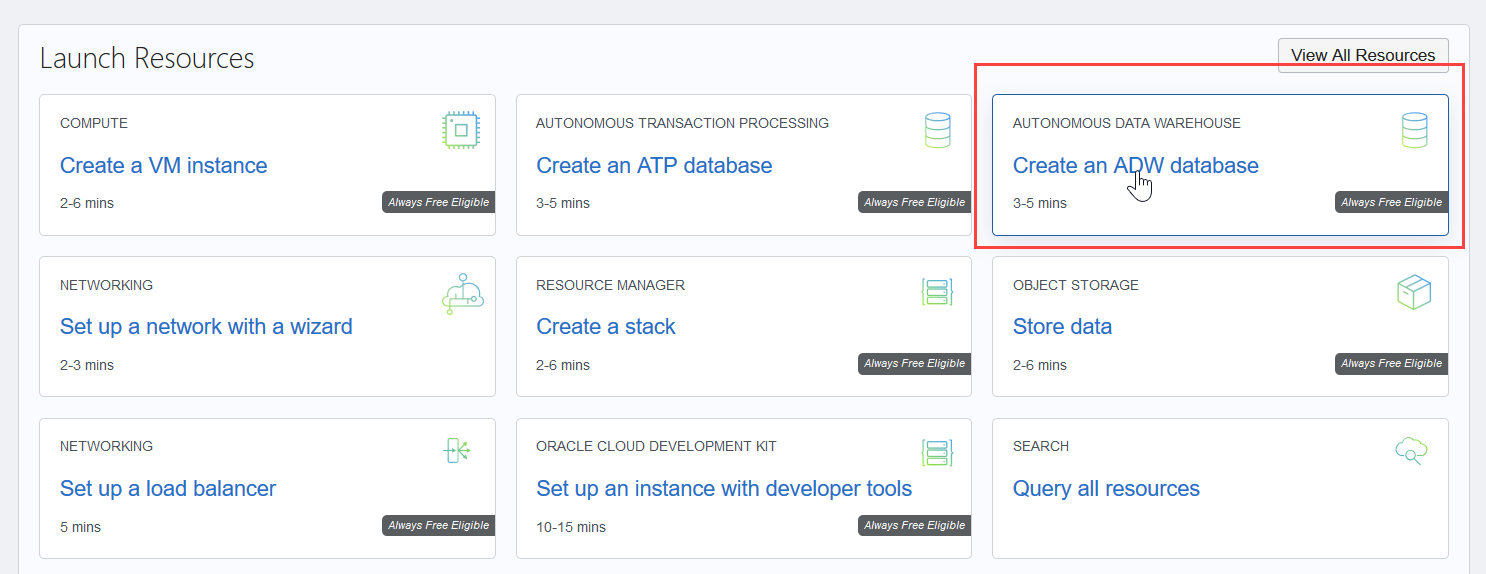 Launch Resources
View All Resources
COMPUTE
Create a VM instance
2-6 mins
Always Free Eligible
AUTONOMOUS TRANSACTION PROCESSING
Create an ATP database
3-5 mins
Always Free Eligible
AUTONOMOUS DATA WAREHOUSE
Create an ADW database
3-5 mins
Always Free Eligible
NETWORKING
Set up a network with a wizard
2-3 mins
RESOURCE MANAGER
Create a stack
2-6 mins
Always Free Eligible
OBJECT STORAGE
Store data
2-6 mins
Always Free Eligible
NETWORKING
Set up a load balancer
5 mins
Always Free Eligible
ORACLE CLOUD DEVELOPMENT KIT
Set up an instance with developer tools
10-15 mins
Always Free Eligible
SEARCH
Query all resources